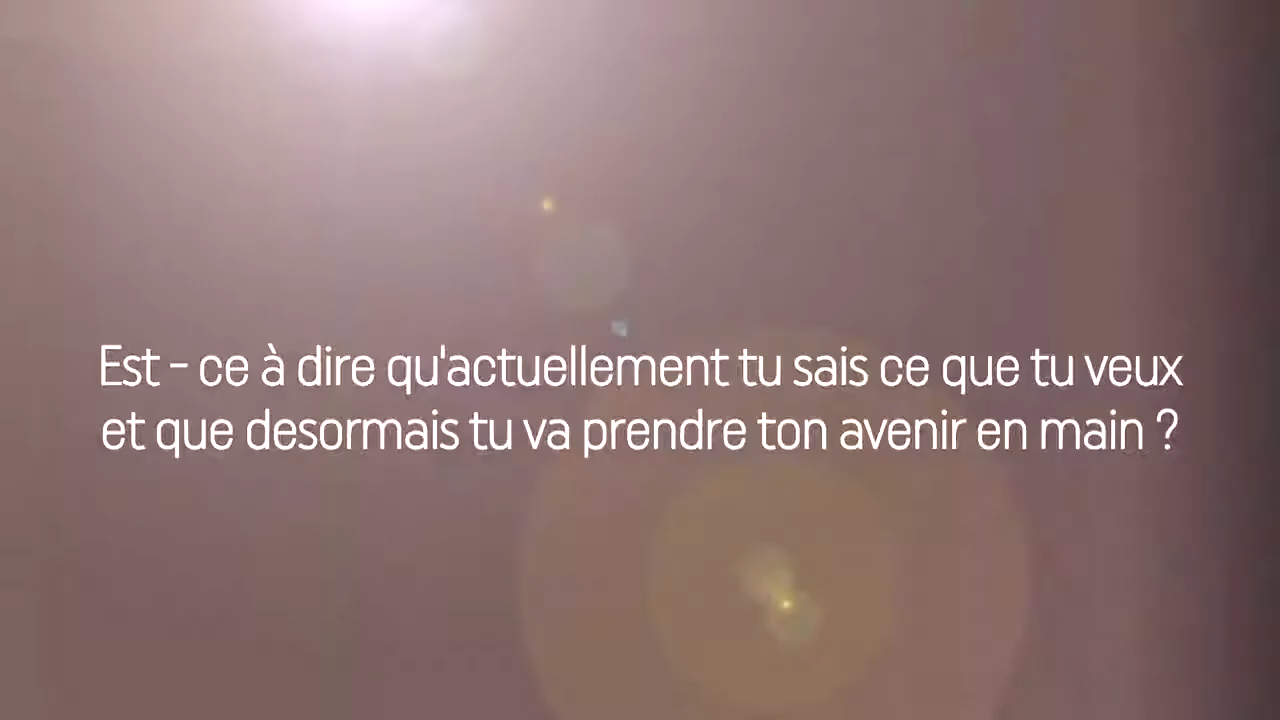 Est - ce à dire qu'actuellement tu sais ce que tu veux
et que desormais tu va prendre ton avenir en main ?